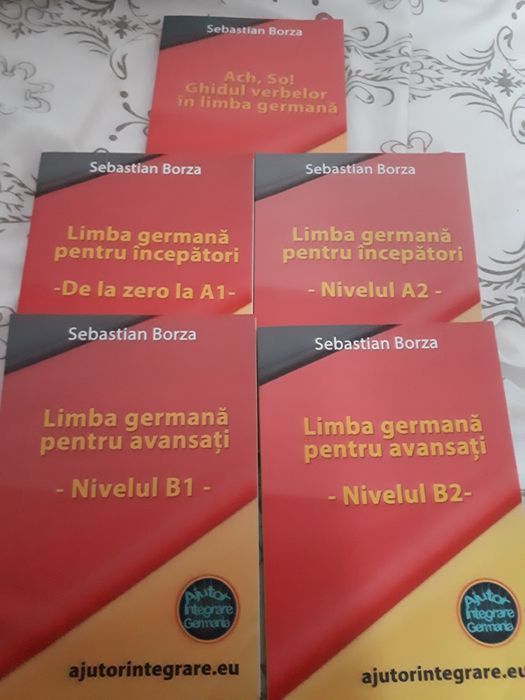 Sebastian Borza
Ach, So!
Ghidul verbelor
în limba germană
Sebastian Borza
Limba germană
pentru începători
-De la zero la A1-
Sebastian Borza
Limba germană
pentru începători
- Nivelul A2 -
Sebastian Borza
Limba germană
pentru avansați
- Nivelul B1 -
Ajutor
Integrare
Germania
ajutorintegrare.eu
Sebastian Borza
Limba germană
pentru avansați
- Nivelul B2-
Ajutor
Integrare
Germania
ajutorintegrare.eu